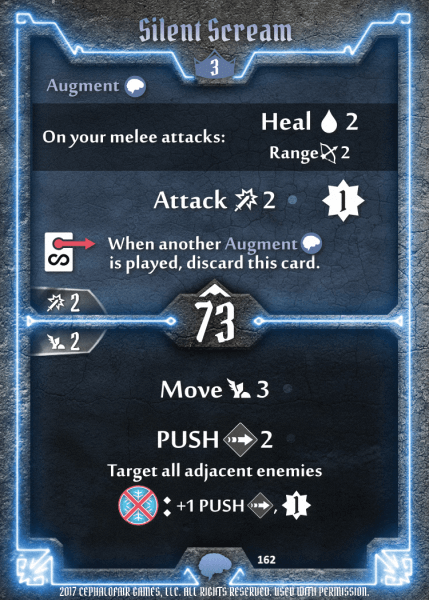 Silent Scream
3
Augment
On your melee attacks:
Heal 2
Range 2
Attack 2
1
When another Augment
is played, discard this card.
2
73
2
Move 3
PUSH 2
Target all adjacent enemies
: +1 PUSH , 1
162
2017 CEPHALOFAIR GAMES, LLC. ALL RIGHTS RESERVED. USED WITH PERMISSION.